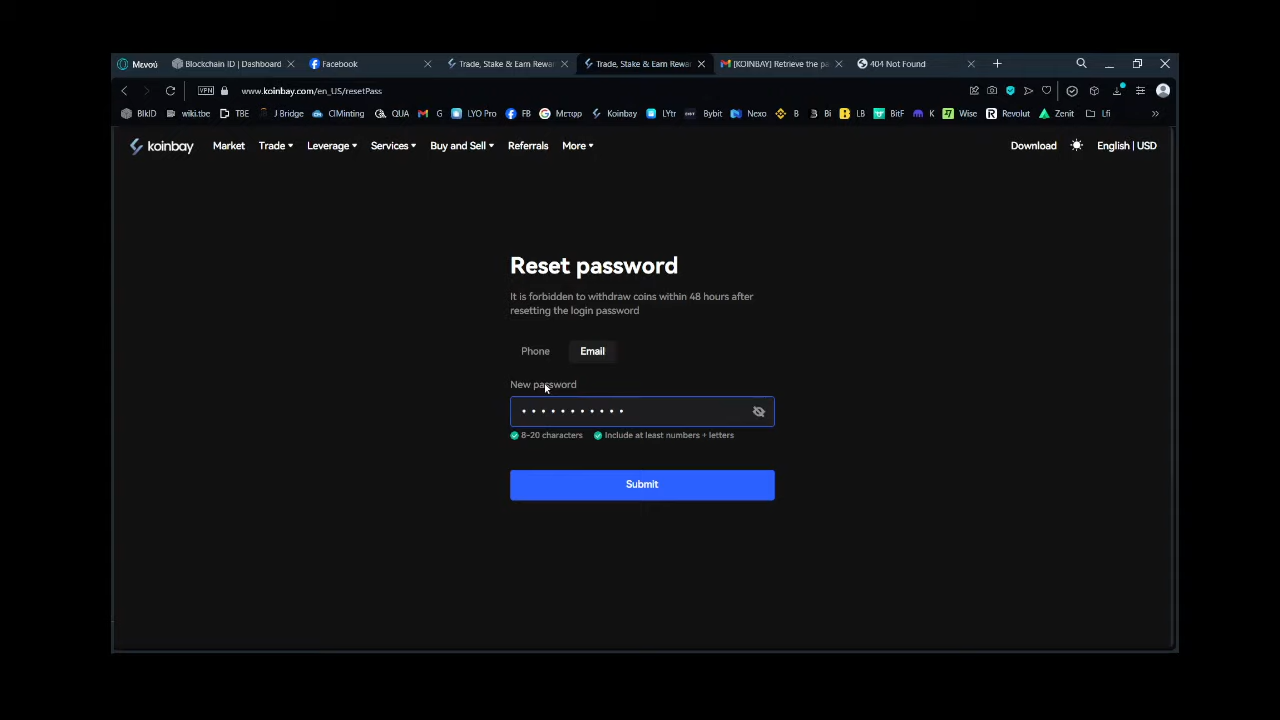 Μενού
Blockchain ID | Dashboard
Facebook
Trade, Stake & Earn Rewar
Trade, Stake & Earn Rewar
[KOINBAY] Retrieve the pa
404 Not Found
VPN
www.koinbay.com/en_US/resetPass
BIkID
wiki.tbe
TBE
J Bridge
CIMinting
QUA
G
LYO Pro
FB
Μετφρ
Koinbay
LYtr
Bybit
Nexo
B
Bi
LB
BitF
K
Wise
Revolut
Zenit
Lfi
koinbay
Market
Trade
Leverage
Services
Buy and Sell
Referrals
More
Download
English | USD
Reset password
It is forbidden to withdraw coins within 48 hours after
resetting the login password
Phone
Email
New password
8-20 characters
Include at least numbers + letters
Submit